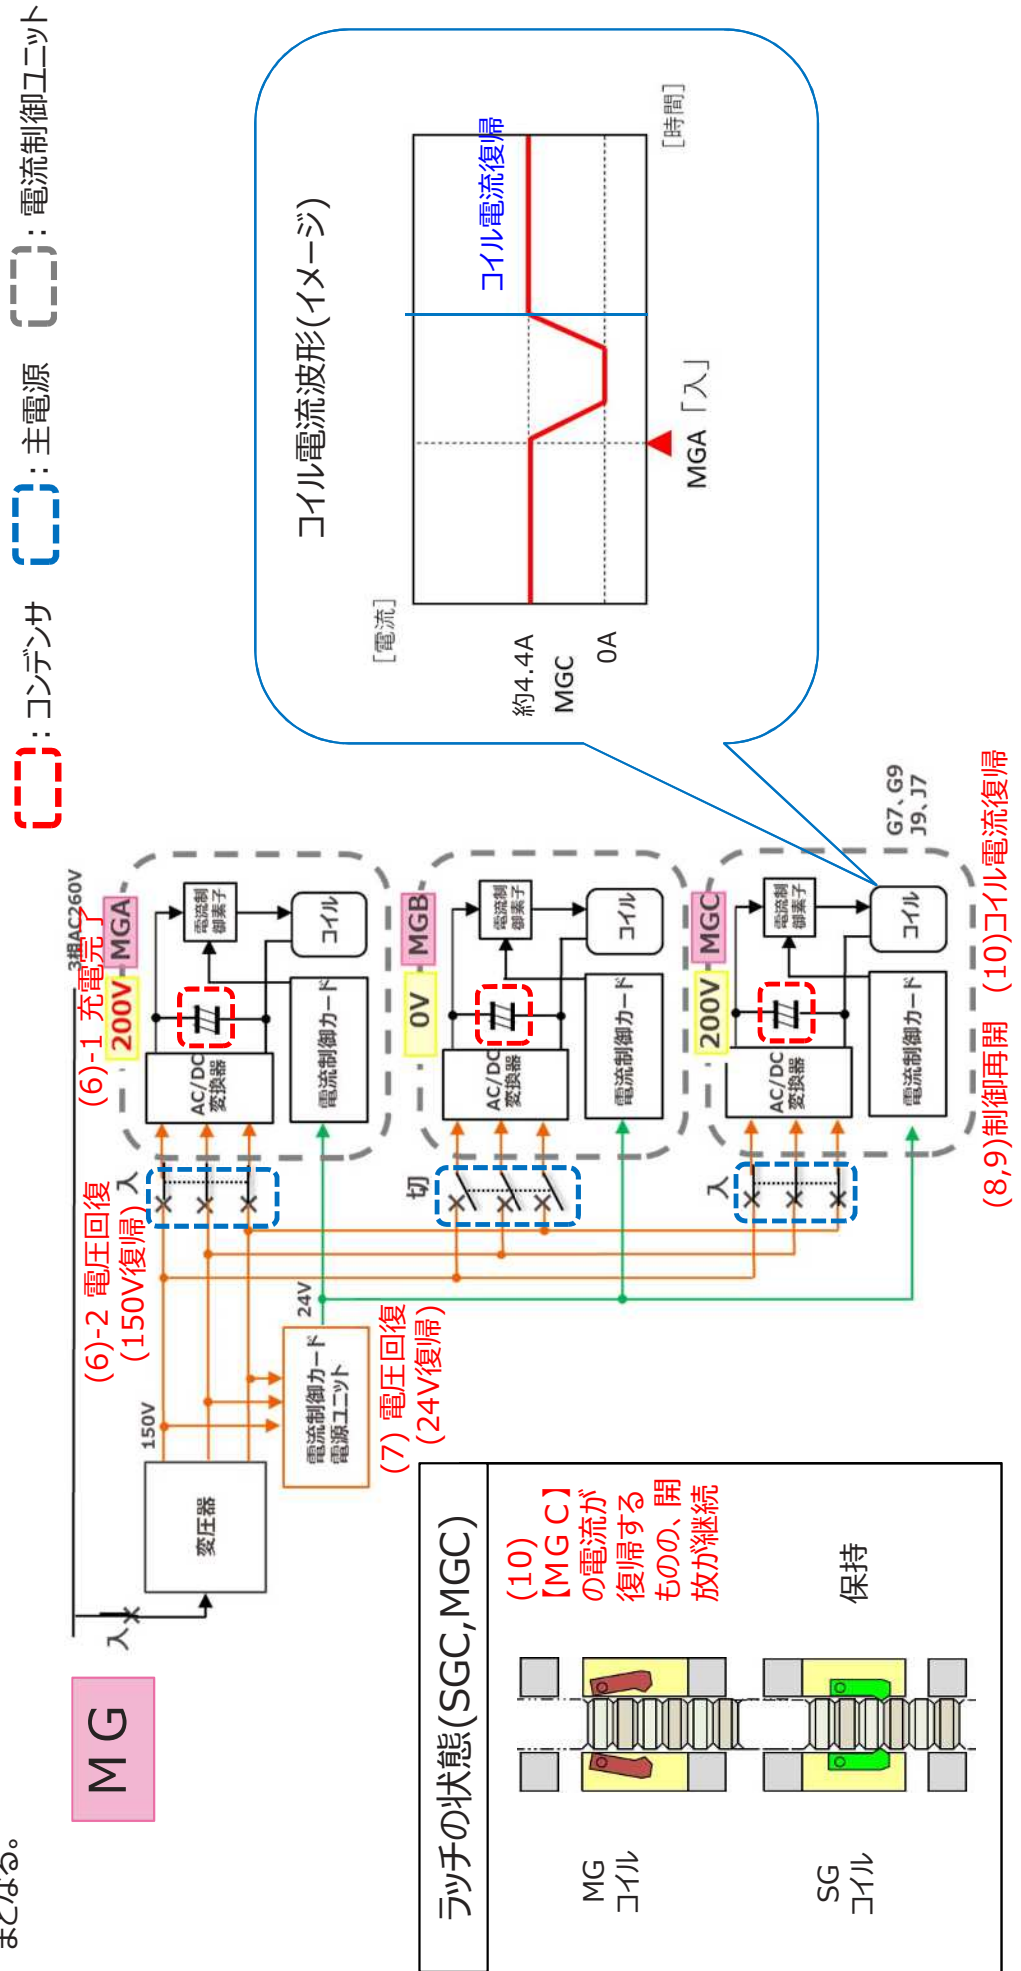 まとなる。
：コンデンサ
：主電源
：電流制御ユニット
ＭＧ
3相AC260V
入
変圧器
150V
(6)-2 電圧回復
(150V復帰)
(6)-1 充電完了
200V
MGA
入
AC/DC
変換器
電流制
御素子
コイル
電流制御カード
24V
電流制御カード
電源ユニット
(7) 電圧回復
(24V復帰)
0V
MGB
切
AC/DC
変換器
電流制
御素子
コイル
電流制御カード
200V
MGC
入
AC/DC
変換器
電流制
御素子
コイル
電流制御カード
G7、G9
J9、J7
(8,9)制御再開
(10)コイル電流復帰
コイル電流波形(イメージ)
[電流]
コイル電流復帰
約4.4A
MGC
0A
[時間]
MGA「入」
ラッチの状態(SGC,MGC)
MG
コイル
(10)
【ＭＧＣ】
の電流が
復帰する
ものの、開
放が継続
SG
コイル
保持